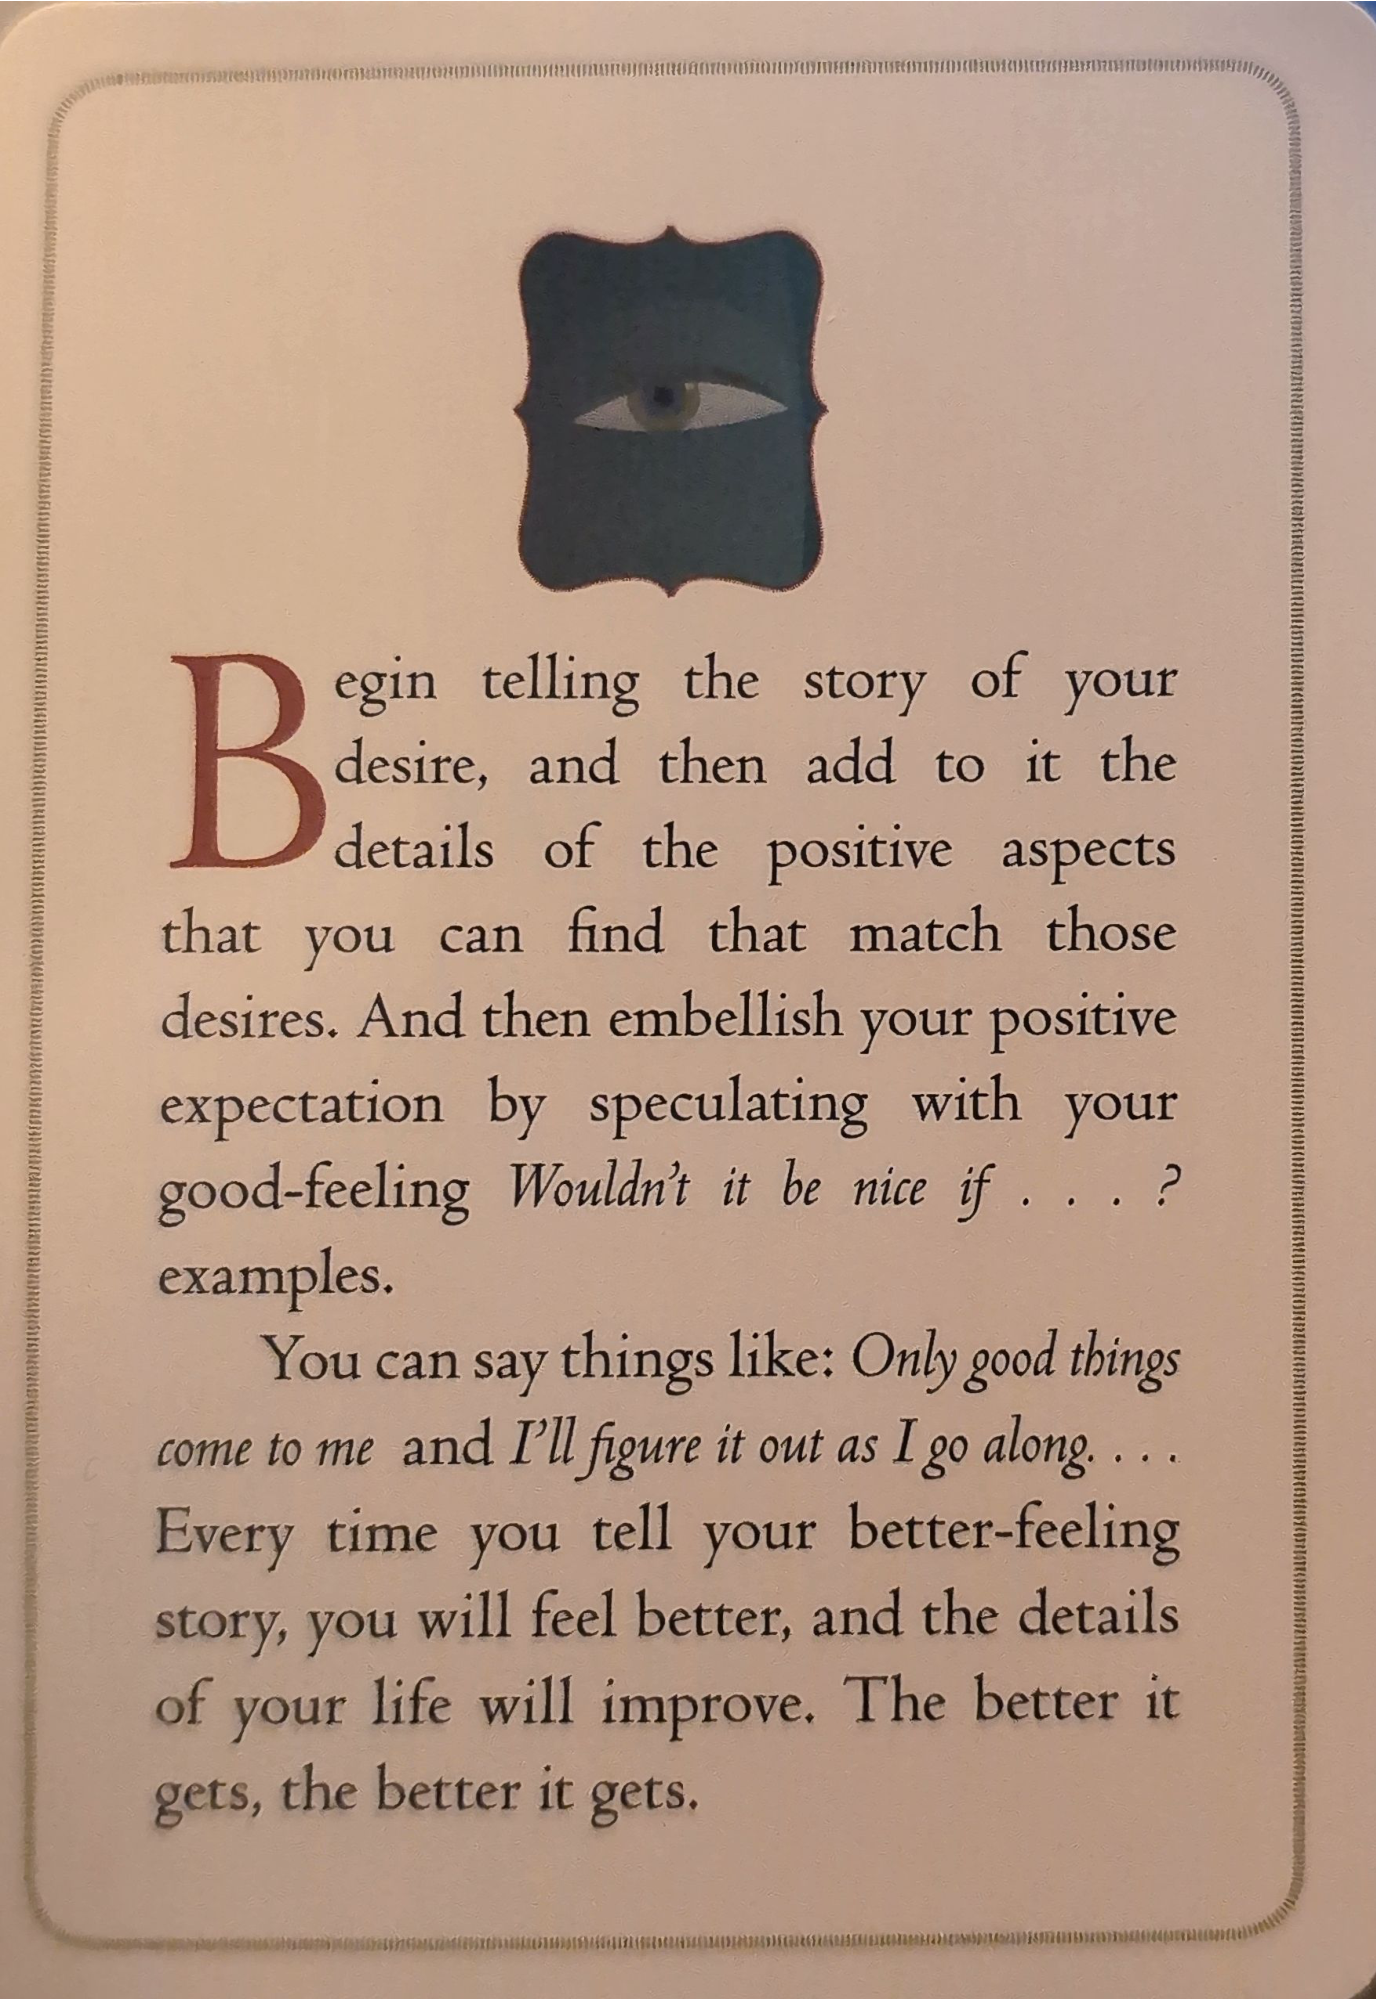 Begin telling the story of your
desire, and then add to it the
details of the positive aspects
that you can find that match those
desires. And then embellish your positive
expectation by speculating with your
good-feeling Wouldn't it be nice if . . . ?
examples.
You can say things like: Only good things
come to me and I'll figure it out as I go along. . . .
Every time you tell your better-feeling
story, you will feel better, and the details
of your life will improve. The better it
gets, the better it gets.